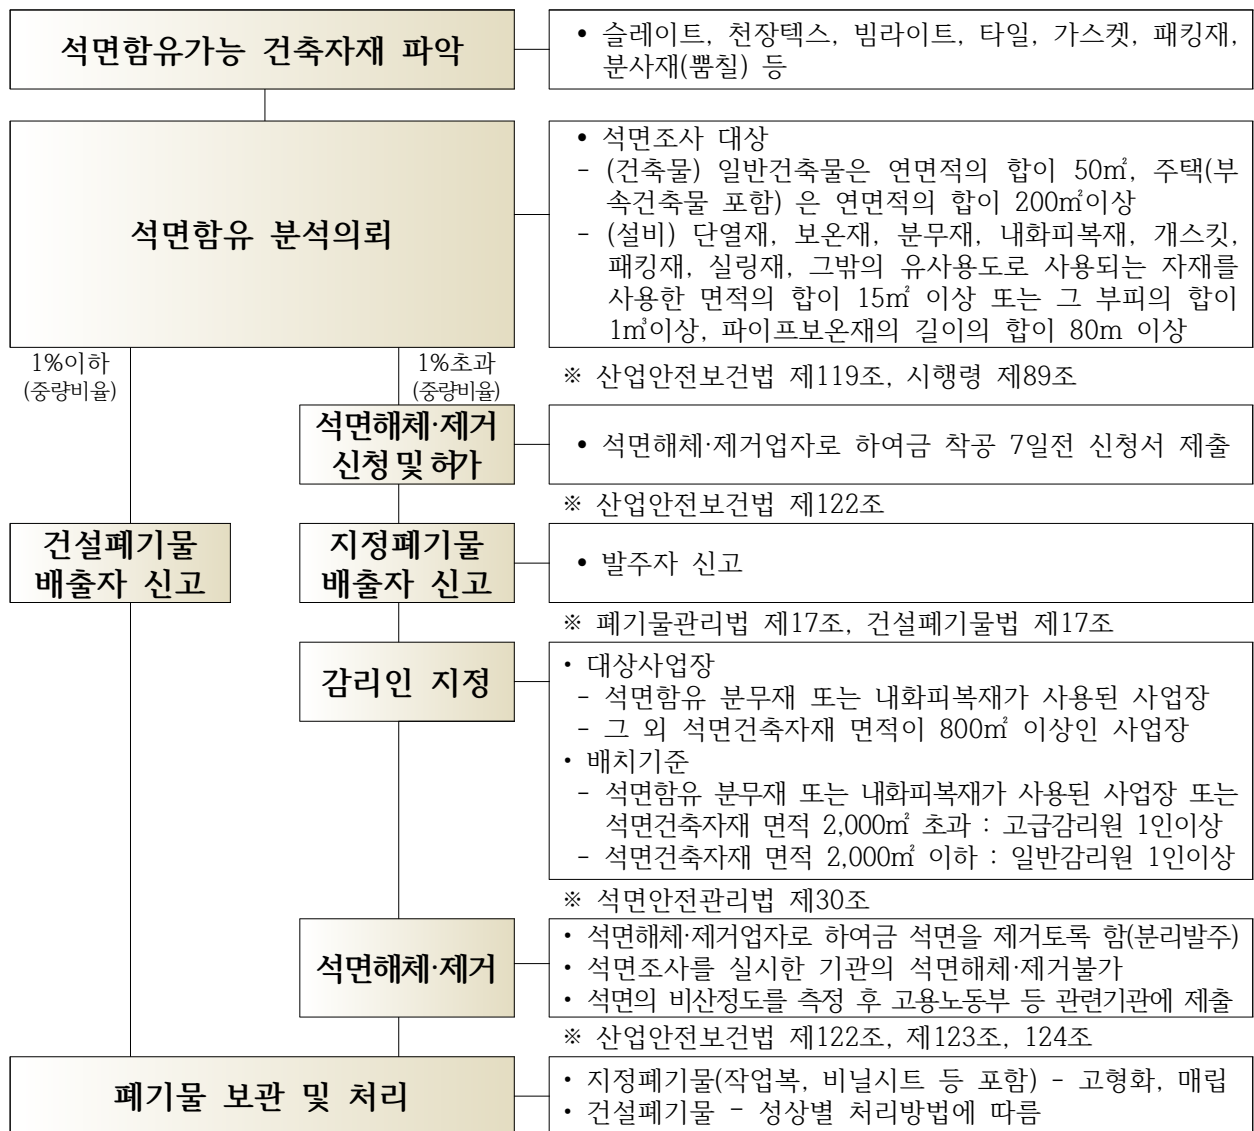 석면함유가능 건축자재 파악
• 슬레이트, 천장텍스, 빔라이트, 타일, 가스켓, 패킹재,
분사재(뿜칠) 등
석면함유 분석의뢰
• 석면조사 대상
- (건축물) 일반건축물은 연면적의 합이 50㎡, 주택(부
속건축물 포함) 은 연면적의 합이 200㎡이상
- (설비) 단열재, 보온재, 분무재, 내화피복재, 개스킷,
패킹재, 실링재, 그밖의 유사용도로 사용되는 자재를
사용한 면적의 합이 15㎡ 이상 또는 그 부피의 합이
1㎥이상, 파이프보온재의 길이의 합이 80m 이상
1%이하
(중량비율)
1%초과
(중량비율)
※ 산업안전보건법 제119조, 시행령 제89조
석면해체·제거
신청 및 허가
• 석면해체·제거업자로 하여금 착공 7일전 신청서 제출
※ 산업안전보건법 제122조
건설폐기물
배출자 신고
지정폐기물
배출자 신고
• 발주자 신고
※ 폐기물관리법 제17조, 건설폐기물법 제17조
감리인 지정
· 대상사업장
- 석면함유 분무재 또는 내화피복재가 사용된 사업장
- 그 외 석면건축자재 면적이 800㎡ 이상인 사업장
· 배치기준
- 석면함유 분무재 또는 내화피복재가 사용된 사업장 또는
석면건축자재 면적 2,000㎡ 초과 : 고급감리원 1인이상
- 석면건축자재 면적 2,000㎡ 이하 : 일반감리원 1인이상
※ 석면안전관리법 제30조
석면해체·제거
· 석면해체·제거업자로 하여금 석면을 제거토록 함(분리발주)
· 석면조사를 실시한 기관의 석면해체·제거불가
· 석면의 비산정도를 측정 후 고용노동부 등 관련기관에 제출
※ 산업안전보건법 제122조, 제123조, 124조
폐기물 보관 및 처리
· 지정폐기물(작업복, 비닐시트 등 포함) - 고형화, 매립
· 건설폐기물 - 성상별 처리방법에 따름